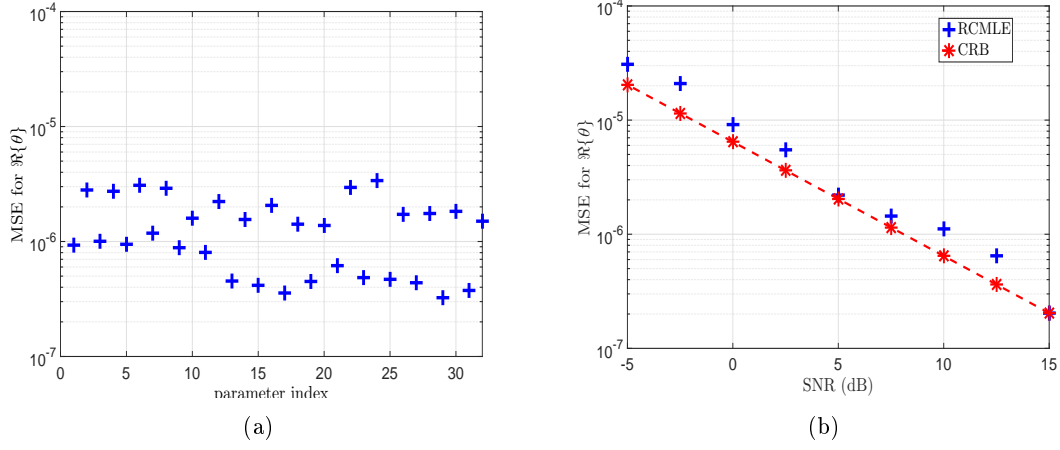 10^-4
10^-5
10^-6
10^-7
MSE for ℜ{θ}
0 5 10 15 20 25 30
parameter index
(a)
10^-4
10^-5
10^-6
10^-7
MSE for ℜ{θ}
RCMLE
CRB
-5 0 5 10 15
SNR (dB)
(b)